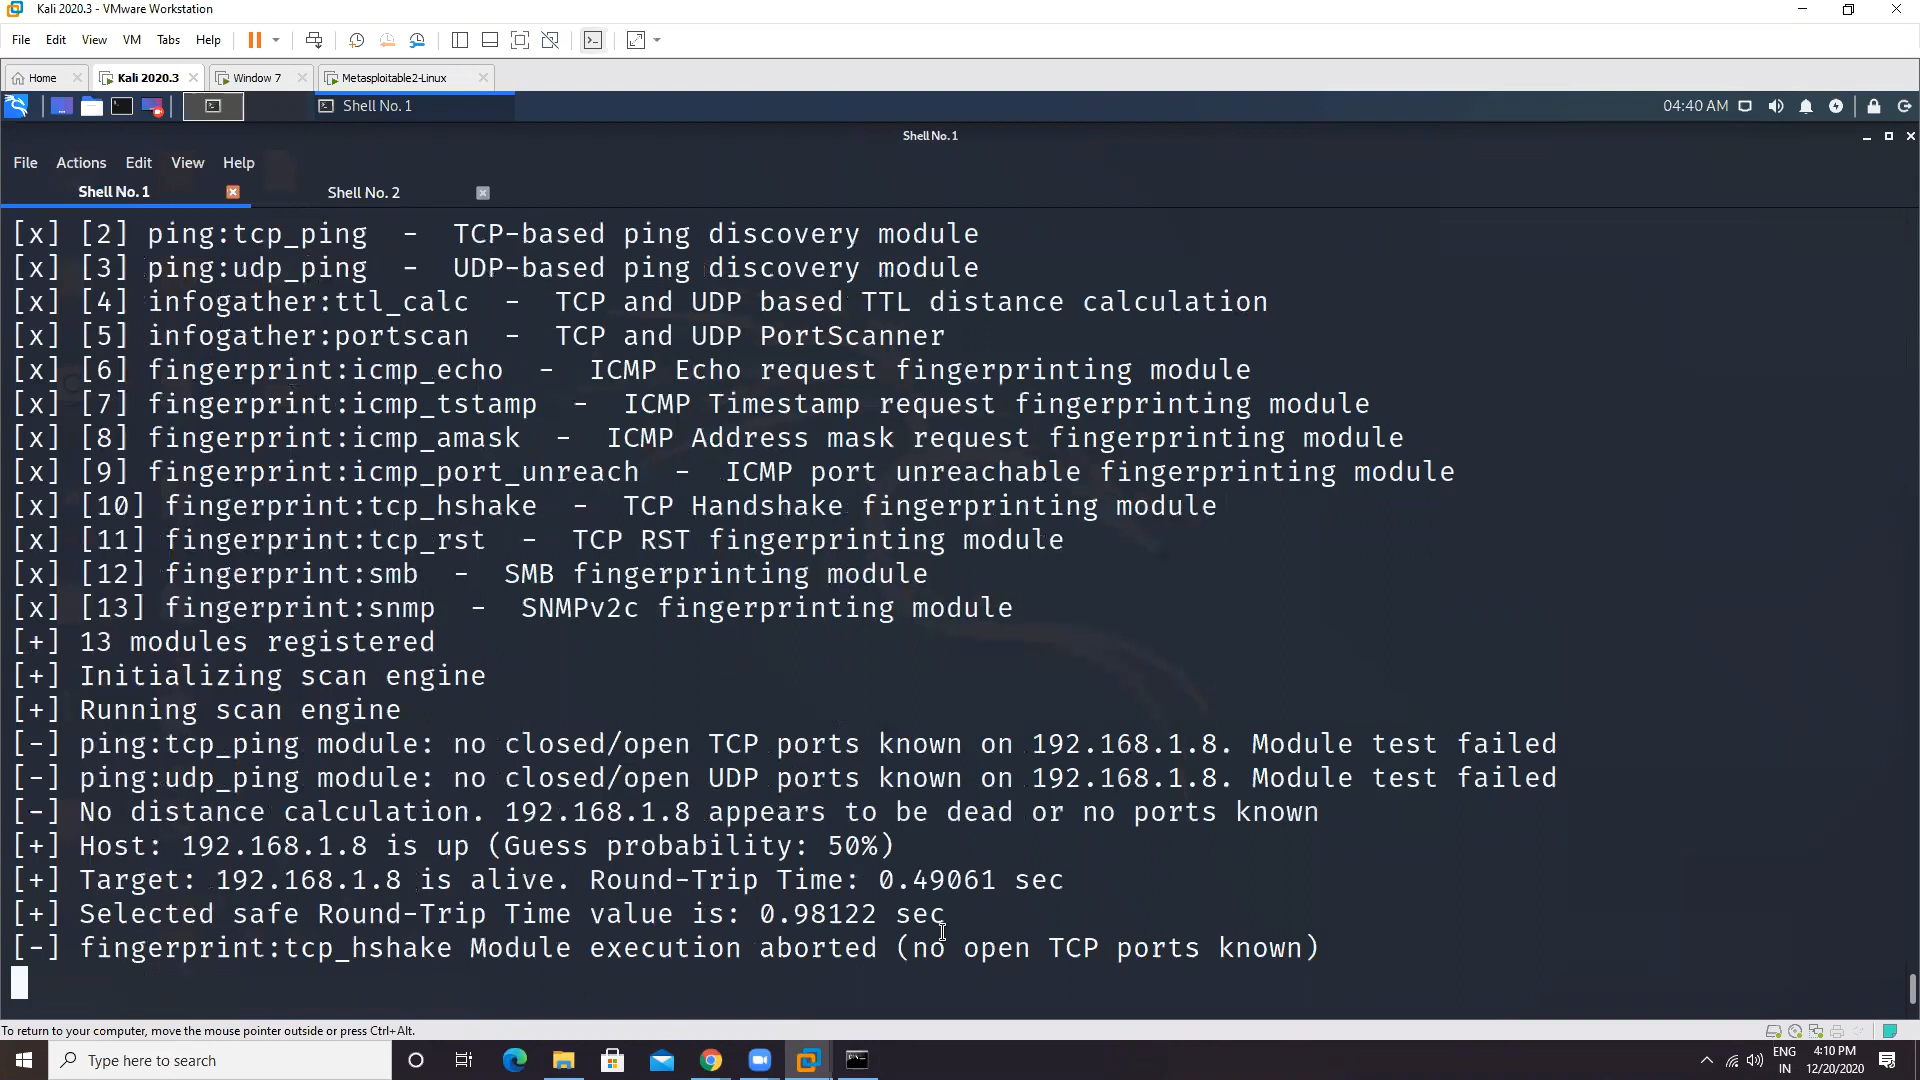 Kali 2020.3 - VMware Workstation
File Edit View VM Tabs Help
Home Kali 2020.3 Window 7 Metasploitable2-Linux
Shell No. 1 04:40 AM
Shell No.1
File Actions Edit View Help
Shell No. 1 Shell No. 2
[x] [2] ping:tcp_ping - TCP-based ping discovery module
[x] [3] ping:udp_ping - UDP-based ping discovery module
[x] [4] infogather:ttl_calc - TCP and UDP based TTL distance calculation
[x] [5] infogather:portscan - TCP and UDP PortScanner
[x] [6] fingerprint:icmp_echo - ICMP Echo request fingerprinting module
[x] [7] fingerprint:icmp_tstamp - ICMP Timestamp request fingerprinting module
[x] [8] fingerprint:icmp_amask - ICMP Address mask request fingerprinting module
[x] [9] fingerprint:icmp_port_unreach - ICMP port unreachable fingerprinting module
[x] [10] fingerprint:tcp_hshake - TCP Handshake fingerprinting module
[x] [11] fingerprint:tcp_rst - TCP RST fingerprinting module
[x] [12] fingerprint:smb - SMB fingerprinting module
[x] [13] fingerprint:snmp - SNMPv2c fingerprinting module
[+] 13 modules registered
[+] Initializing scan engine
[+] Running scan engine
[-] ping:tcp_ping module: no closed/open TCP ports known on 192.168.1.8. Module test failed
[-] ping:udp_ping module: no closed/open UDP ports known on 192.168.1.8. Module test failed
[-] No distance calculation. 192.168.1.8 appears to be dead or no ports known
[+] Host: 192.168.1.8 is up (Guess probability: 50%)
[+] Target: 192.168.1.8 is alive. Round-Trip Time: 0.49061 sec
[+] Selected safe Round-Trip Time value is: 0.98122 sec
[-] fingerprint:tcp_hshake Module execution aborted (no open TCP ports known)
To return to your computer, move the mouse pointer outside or press Ctrl+Alt.
Type here to search
ENG
IN
4:10 PM
12/20/2020